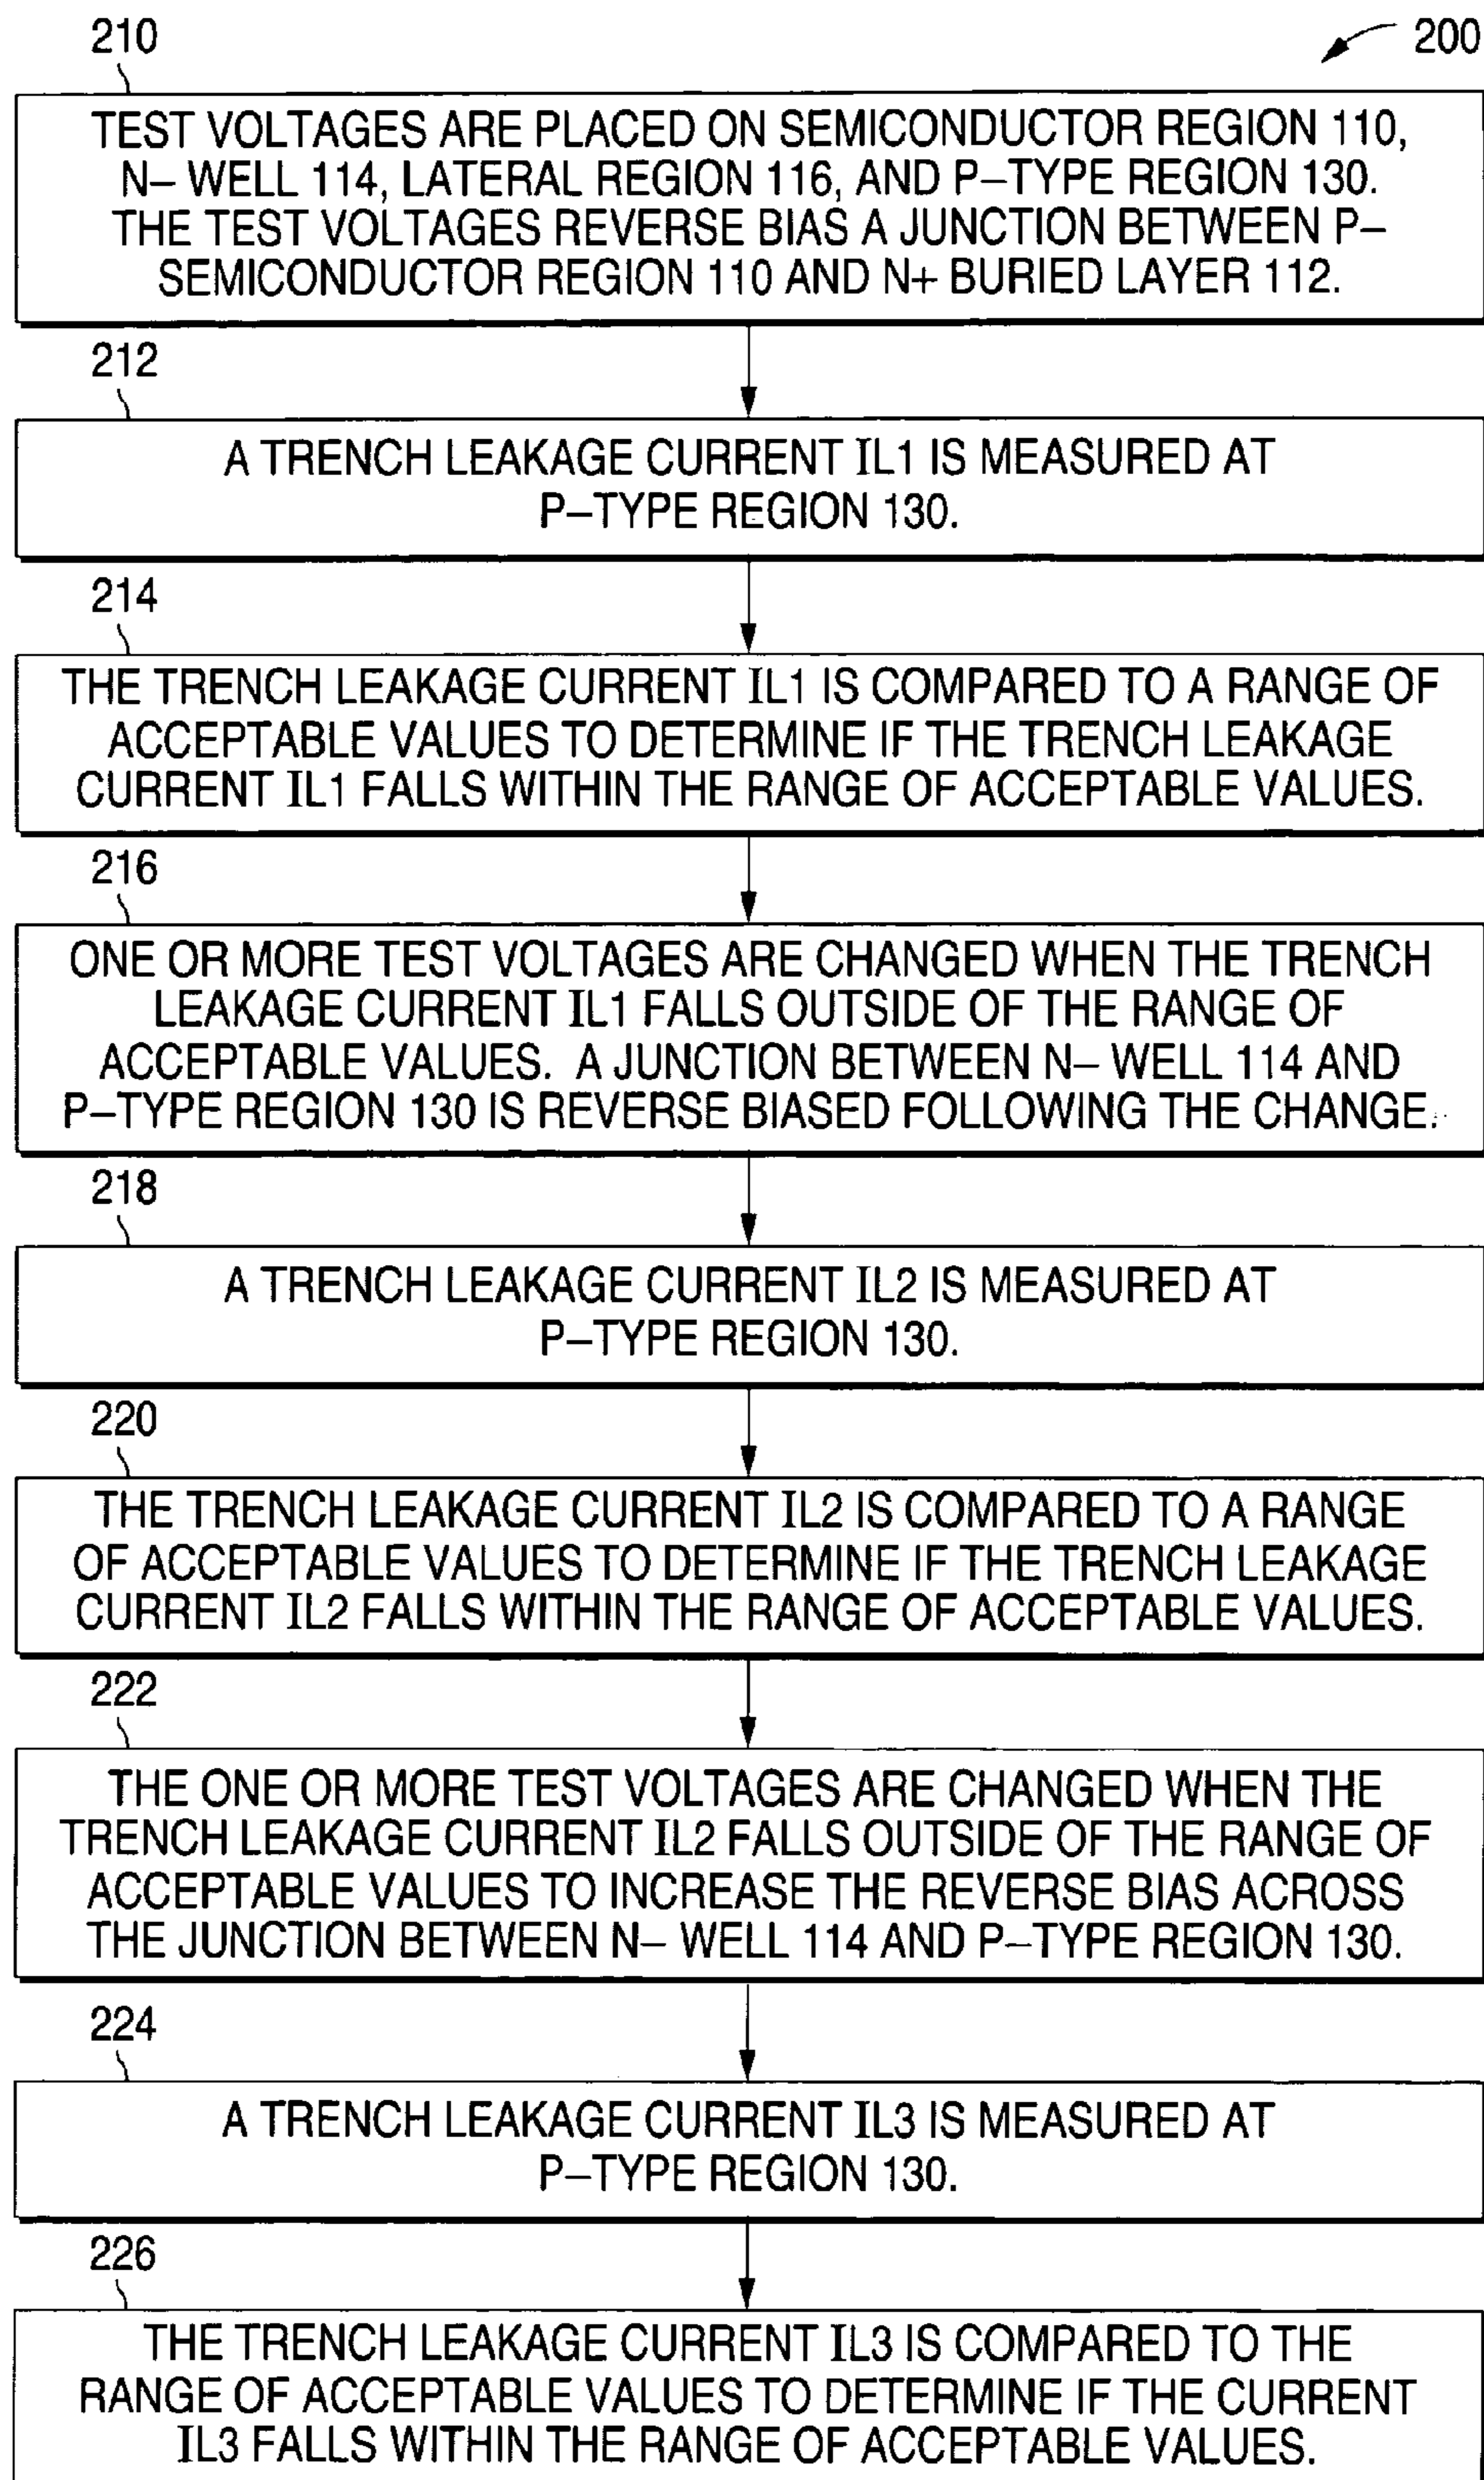 210
200
TEST VOLTAGES ARE PLACED ON SEMICONDUCTOR REGION 110,
N– WELL 114, LATERAL REGION 116, AND P–TYPE REGION 130.
THE TEST VOLTAGES REVERSE BIAS A JUNCTION BETWEEN P–
SEMICONDUCTOR REGION 110 AND N+ BURIED LAYER 112.
212
A TRENCH LEAKAGE CURRENT IL1 IS MEASURED AT
P–TYPE REGION 130.
214
THE TRENCH LEAKAGE CURRENT IL1 IS COMPARED TO A RANGE OF
ACCEPTABLE VALUES TO DETERMINE IF THE TRENCH LEAKAGE
CURRENT IL1 FALLS WITHIN THE RANGE OF ACCEPTABLE VALUES.
216
ONE OR MORE TEST VOLTAGES ARE CHANGED WHEN THE TRENCH
LEAKAGE CURRENT IL1 FALLS OUTSIDE OF THE RANGE OF
ACCEPTABLE VALUES. A JUNCTION BETWEEN N– WELL 114 AND
P–TYPE REGION 130 IS REVERSE BIASED FOLLOWING THE CHANGE.
218
A TRENCH LEAKAGE CURRENT IL2 IS MEASURED AT
P–TYPE REGION 130.
220
THE TRENCH LEAKAGE CURRENT IL2 IS COMPARED TO A RANGE
OF ACCEPTABLE VALUES TO DETERMINE IF THE TRENCH LEAKAGE
CURRENT IL2 FALLS WITHIN THE RANGE OF ACCEPTABLE VALUES.
222
THE ONE OR MORE TEST VOLTAGES ARE CHANGED WHEN THE
TRENCH LEAKAGE CURRENT IL2 FALLS OUTSIDE OF THE RANGE OF
ACCEPTABLE VALUES TO INCREASE THE REVERSE BIAS ACROSS
THE JUNCTION BETWEEN N– WELL 114 AND P–TYPE REGION 130.
224
A TRENCH LEAKAGE CURRENT IL3 IS MEASURED AT
P–TYPE REGION 130.
226
THE TRENCH LEAKAGE CURRENT IL3 IS COMPARED TO THE
RANGE OF ACCEPTABLE VALUES TO DETERMINE IF THE CURRENT
IL3 FALLS WITHIN THE RANGE OF ACCEPTABLE VALUES.